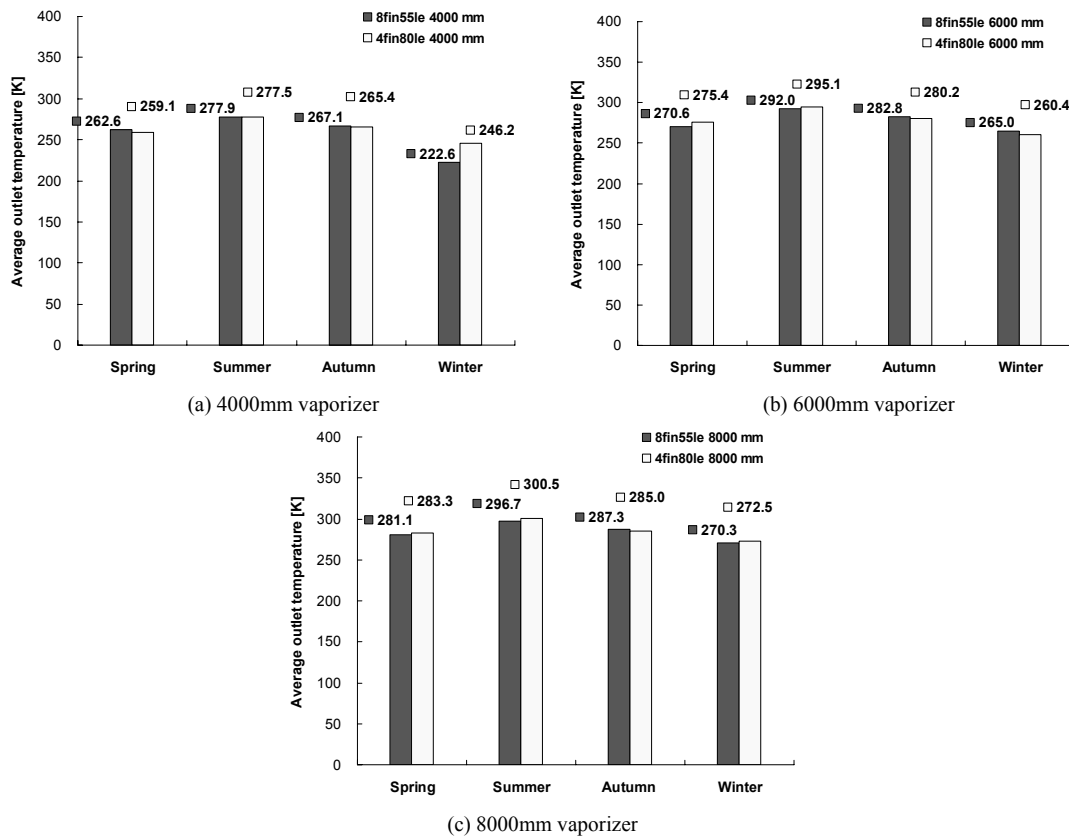 8fin55le 4000 mm
4fin80le 4000 mm
Average outlet temperature [K]
400
350
300
250
200
150
100
50
0
262.6
259.1
277.9
277.5
267.1
265.4
222.6
246.2
Spring
Summer
Autumn
Winter
(a) 4000mm vaporizer
8fin55le 6000 mm
4fin80le 6000 mm
Average outlet temperature [K]
400
350
300
250
200
150
100
50
0
270.6
275.4
292.0
295.1
282.8
280.2
265.0
260.4
Spring
Summer
Autumn
Winter
(b) 6000mm vaporizer
8fin55le 8000 mm
4fin80le 8000 mm
Average outlet temperature [K]
400
350
300
250
200
150
100
50
0
281.1
283.3
296.7
300.5
287.3
285.0
270.3
272.5
Spring
Summer
Autumn
Winter
(c) 8000mm vaporizer